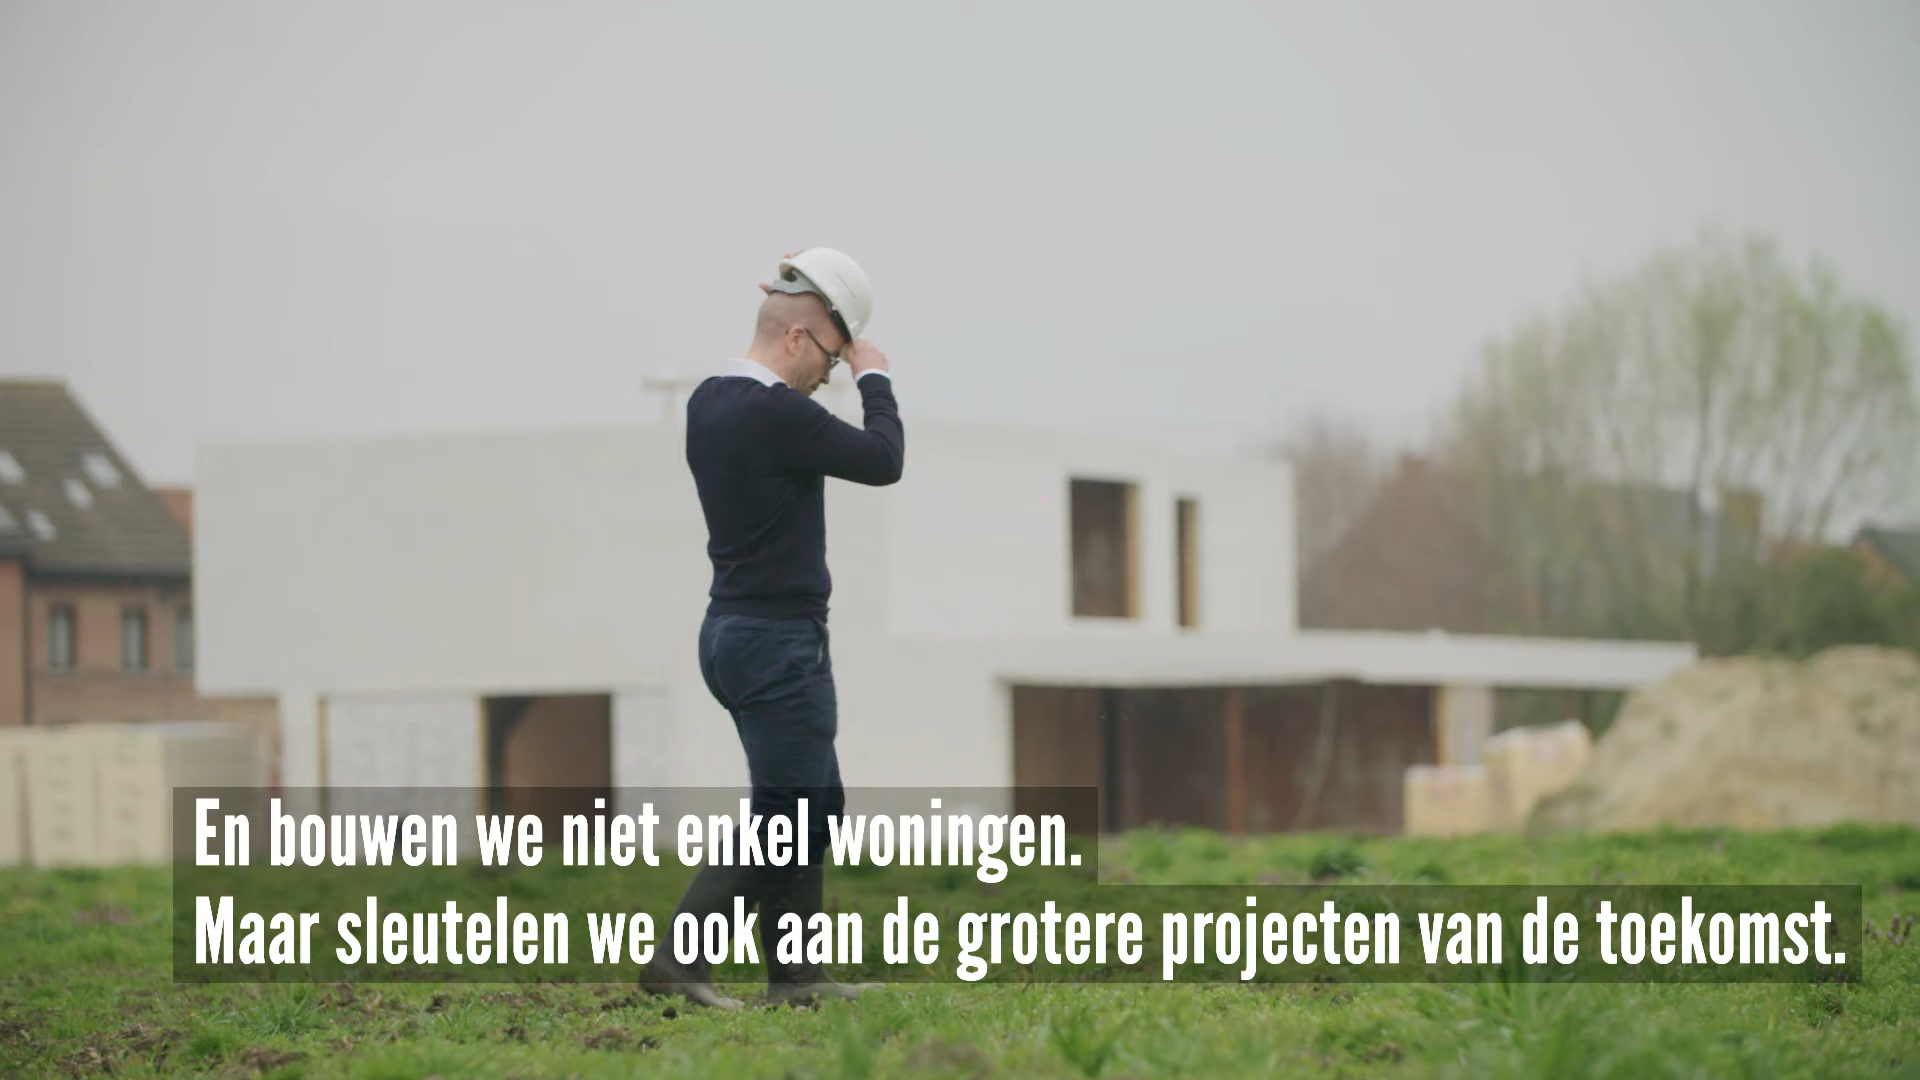 En bouwen we niet enkel woningen.
Maar sleutelen we ook aan de grotere projecten van de toekomst.